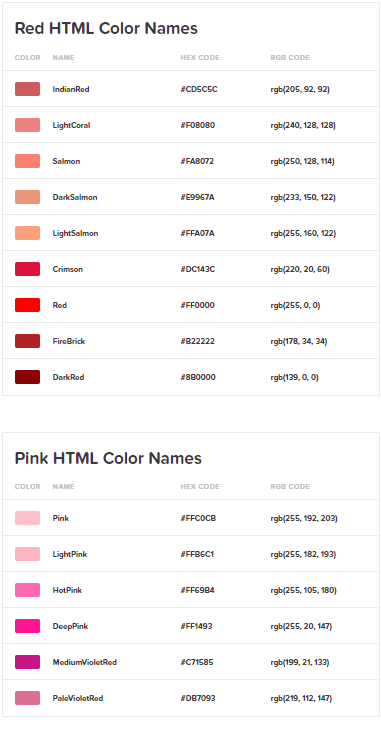 Red HTML Color Names
COLOR NAME HEX CODE RGB CODE
IndianRed #CD5C5C rgb(205, 92, 92)
LightCoral #F08080 rgb(240, 128, 128)
Salmon #FA8072 rgb(250, 128, 114)
DarkSalmon #E9967A rgb(233, 150, 122)
LightSalmon #FFA07A rgb(255, 160, 122)
Crimson #DC143C rgb(220, 20, 60)
Red #FF0000 rgb(255, 0, 0)
FireBrick #B22222 rgb(178, 34, 34)
DarkRed #8B0000 rgb(139, 0, 0)
Pink HTML Color Names
COLOR NAME HEX CODE RGB CODE
Pink #FFC0CB rgb(255, 192, 203)
LightPink #FFB6C1 rgb(255, 182, 193)
HotPink #FF69B4 rgb(255, 105, 180)
DeepPink #FF1493 rgb(255, 20, 147)
MediumVioletRed #C71585 rgb(199, 21, 133)
PaleVioletRed #DB7093 rgb(219, 112, 147)